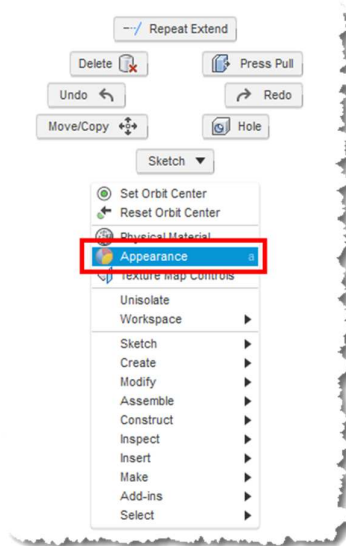 Repeat Extend
Delete
Press Pull
Undo
Redo
Move/Copy
Hole
Sketch
Set Orbit Center
Reset Orbit Center
Physical Material
Appearance a
Texture Map Controls
Unisolate
Workspace
Sketch
Create
Modify
Assemble
Construct
Inspect
Insert
Make
Add-ins
Select